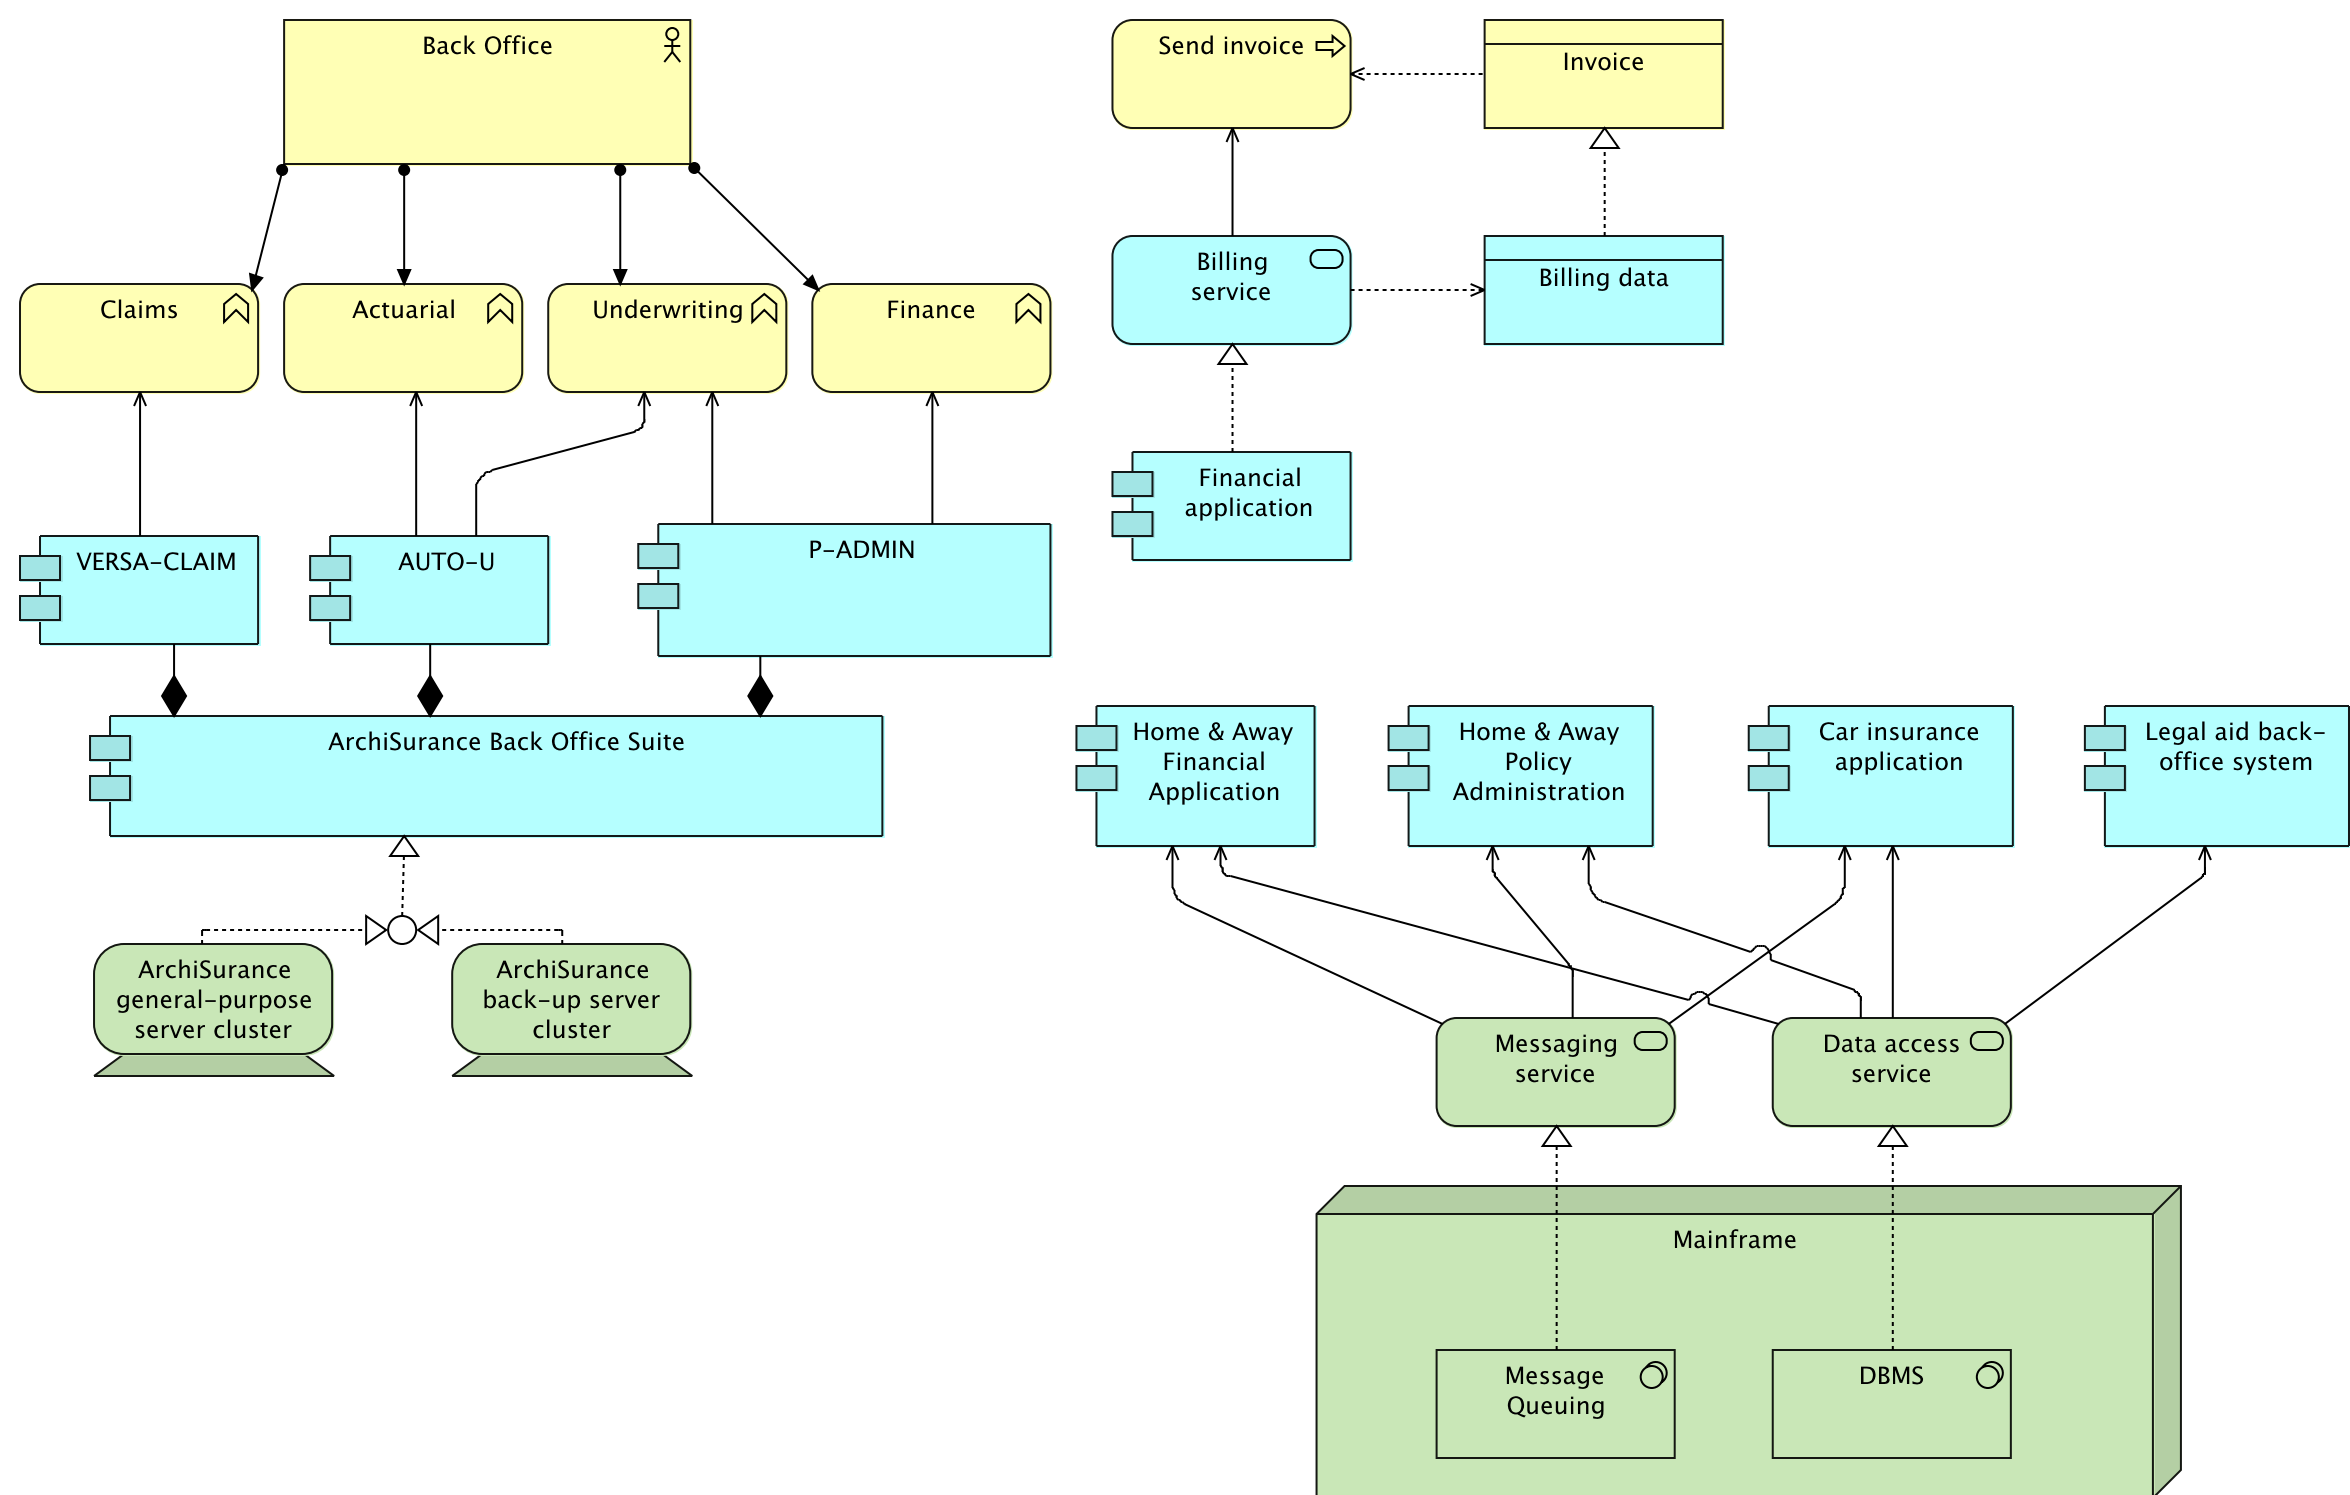 Back Office
Send invoice
Invoice
Claims
Actuarial
Underwriting
Finance
Billing
service
Billing data
Financial
application
VERSA-CLAIM
AUTO-U
P-ADMIN
ArchiSurance Back Office Suite
Home & Away
Financial
Application
Home & Away
Policy
Administration
Car insurance
application
Legal aid back-
office system
ArchiSurance
general-purpose
server cluster
ArchiSurance
back-up server
cluster
Messaging
service
Data access
service
Mainframe
Message
Queuing
DBMS